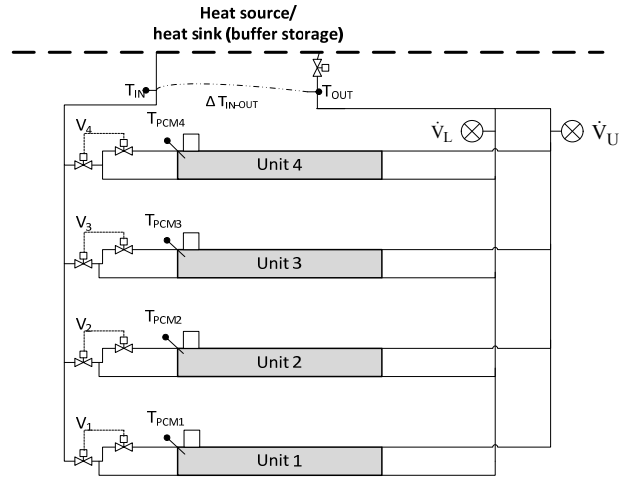 Heat source/
heat sink (buffer storage)
T_IN
T_OUT
Δ T_IN-OUT
V_4
T_PCM4
V̇_L
V̇_U
Unit 4
V_3
T_PCM3
Unit 3
V_2
T_PCM2
Unit 2
V_1
T_PCM1
Unit 1